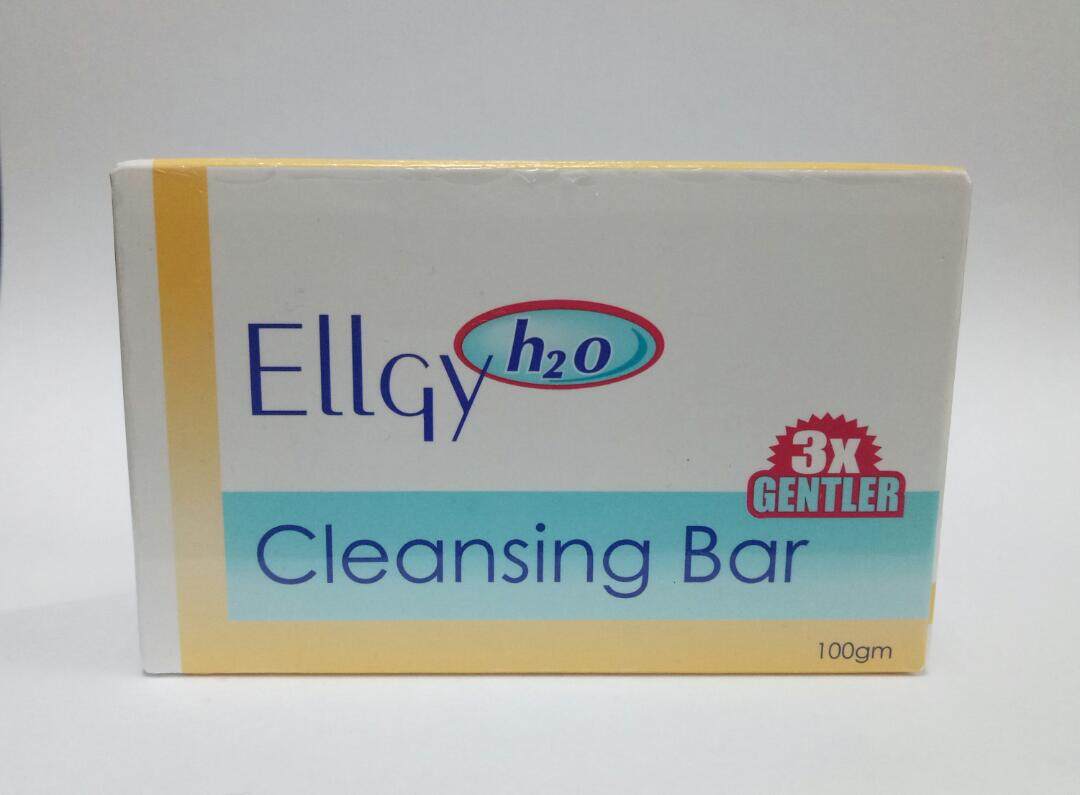 Ellgy h₂o
3x
GENTLER
Cleansing Bar
100gm